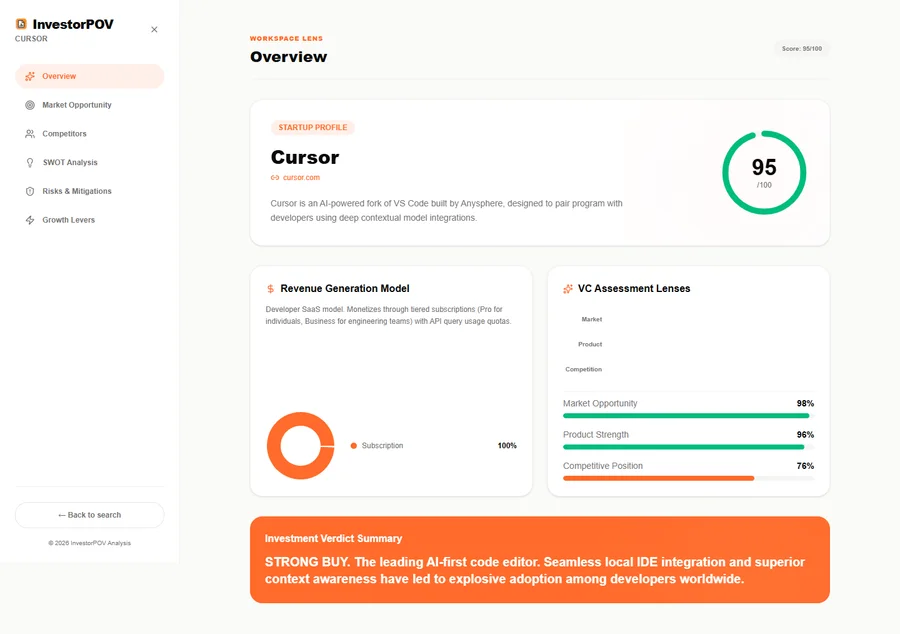 InvestorPOV
CURSOR
Overview
Market Opportunity
Competitors
SWOT Analysis
Risks & Mitigations
Growth Levers
← Back to search
© 2026 InvestorPOV Analysis
WORKSPACE LENS
Overview
Score: 95/100
STARTUP PROFILE
Cursor
cursor.com
Cursor is an AI-powered fork of VS Code built by Anysphere, designed to pair program with
developers using deep contextual model integrations.
95
/100
$ Revenue Generation Model
Developer SaaS model. Monetizes through tiered subscriptions (Pro for
individuals, Business for engineering teams) with API query usage quotas.
Subscription 100%
VC Assessment Lenses
Market
Product
Competition
Market Opportunity 98%
Product Strength 96%
Competitive Position 76%
Investment Verdict Summary
STRONG BUY. The leading AI-first code editor. Seamless local IDE integration and superior
context awareness have led to explosive adoption among developers worldwide.